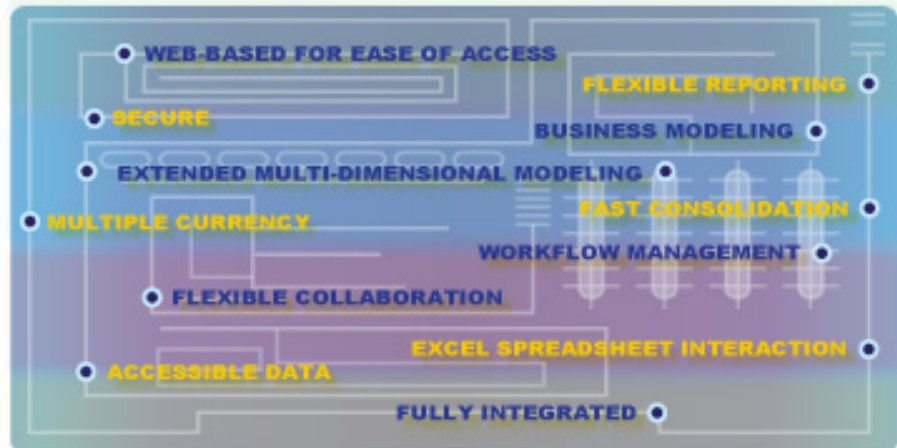 WEB-BASED FOR EASE OF ACCESS
FLEXIBLE REPORTING
SECURE
BUSINESS MODELING
EXTENDED MULTI-DIMENSIONAL MODELING
FAST CONSOLIDATION
MULTIPLE CURRENCY
WORKFLOW MANAGEMENT
FLEXIBLE COLLABORATION
EXCEL SPREADSHEET INTERACTION
ACCESSIBLE DATA
FULLY INTEGRATED